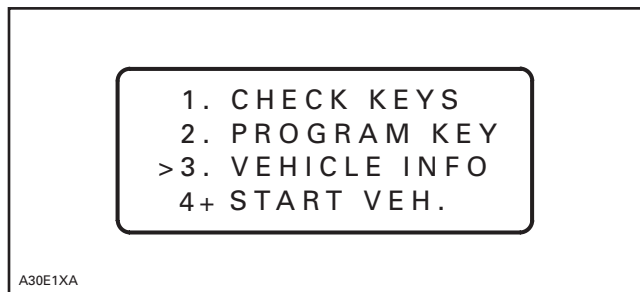 1. CHECK KEYS
2. PROGRAM KEY
>3. VEHICLE INFO
4+ START VEH.
A30E1XA